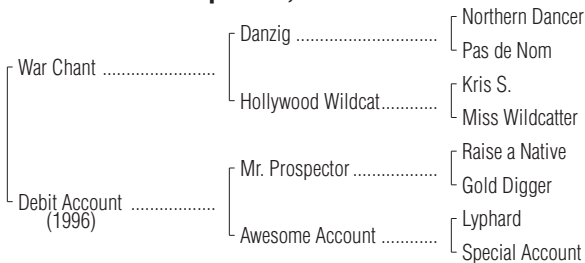 Northern Dancer
Danzig ..................................
Pas de Nom
War Chant ...........................
Kris S.
Hollywood Wildcat.............
Miss Wildcatter
Raise a Native
Mr. Prospector....................
Gold Digger
Debit Account ....................
(1996)
Lyphard
Awesome Account .............
Special Account